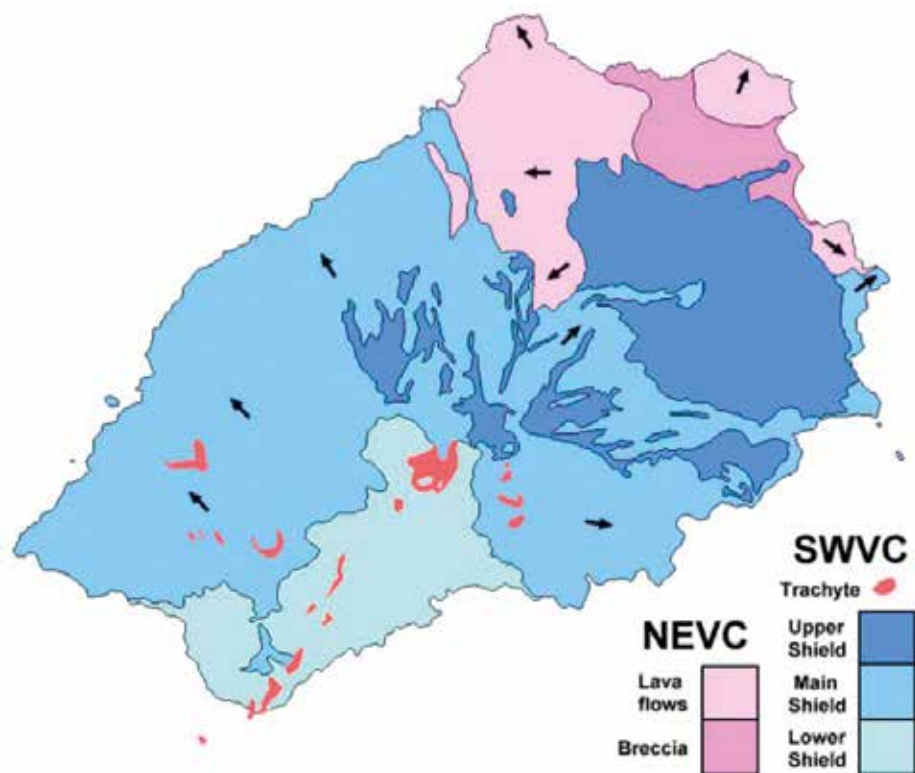 SWVC
Trachyte
NEVC
Upper
Shield
Lava
flows
Main
Shield
Breccia
Lower
Shield